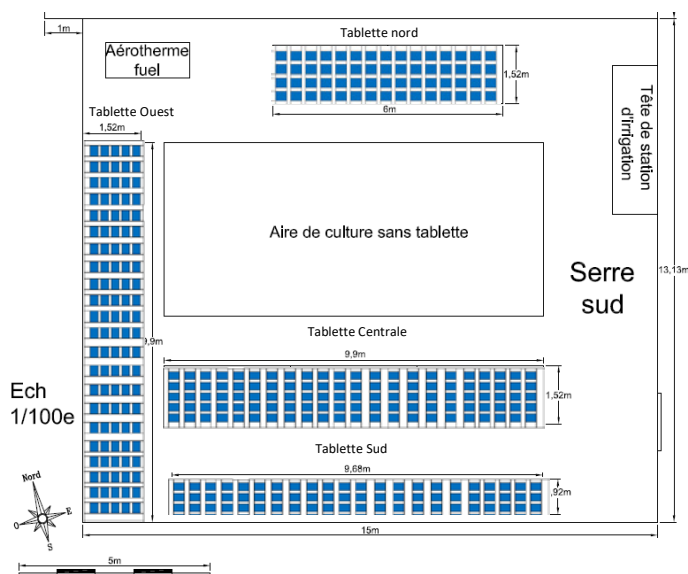 Tablette nord
1m
Aérotherme
fuel
1,52m
6m
Tablette Ouest
1,52m
Tête de station
d'irrigation
Aire de culture sans tablette
13,13m
Serre
sud
Tablette Centrale
9,9m
9,9m
1,52m
Ech
1/100e
Tablette Sud
9,68m
,92m
Nord
E
O
S
15m
5m